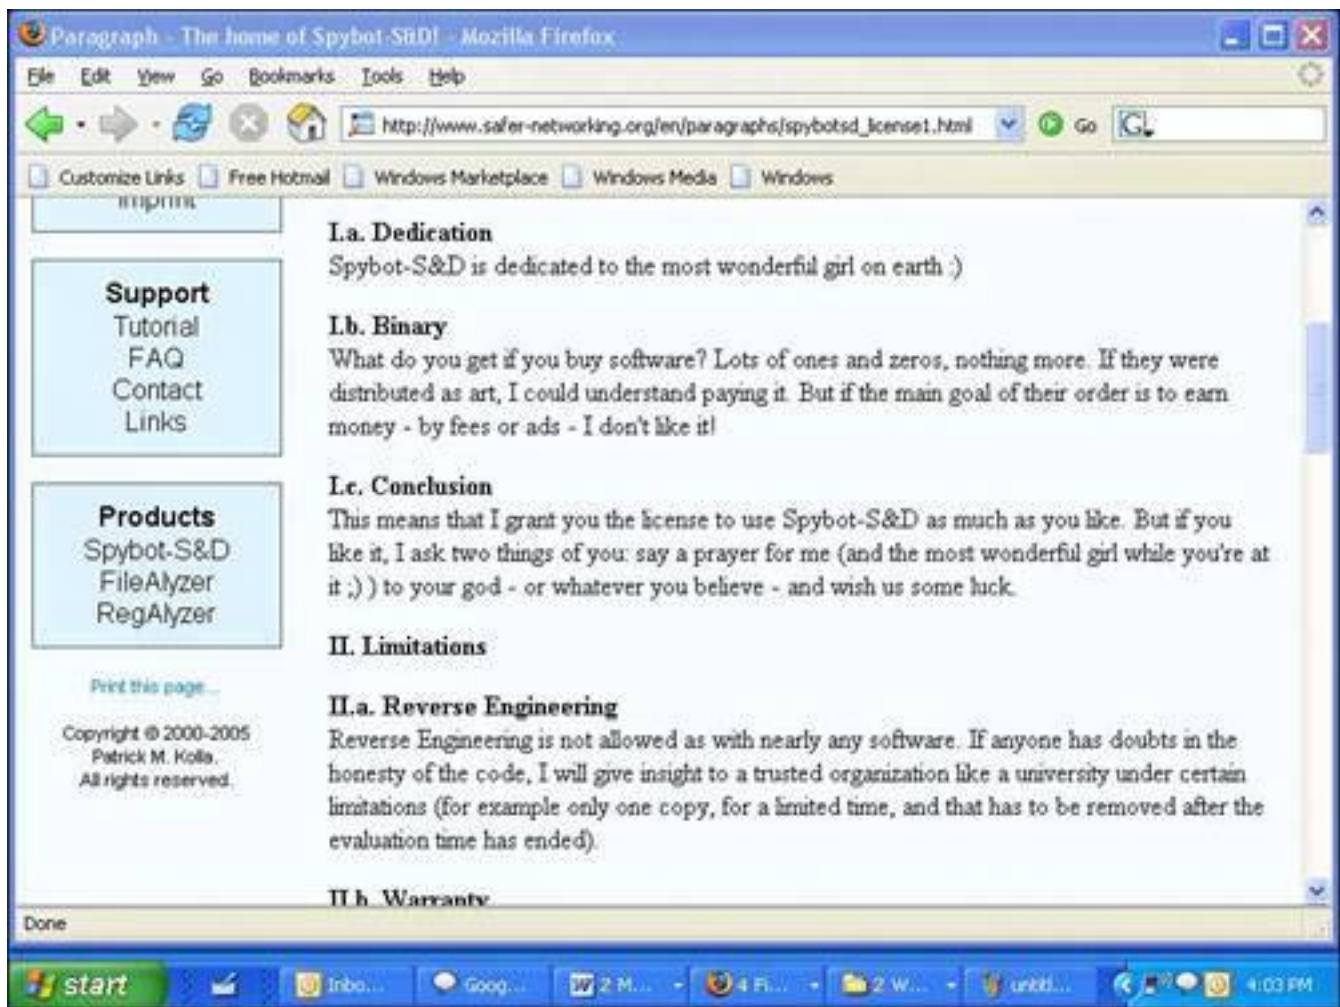 Paragraph - The home of Spybot-S&D! - Mozilla Firefox
File Edit View Go Bookmarks Tools Help
http://www.safer-networking.org/en/paragraphs/spybotsd_license1.html Go G
Customize Links Free Hotmail Windows Marketplace Windows Media Windows
Imprint
Support
Tutorial
FAQ
Contact
Links
Products
Spybot-S&D
FileAlyzer
RegAlyzer
Print this page...
Copyright © 2000-2005
Patrick M. Kolla.
All rights reserved.
I.a. Dedication
Spybot-S&D is dedicated to the most wonderful girl on earth :)
I.b. Binary
What do you get if you buy software? Lots of ones and zeros, nothing more. If they were
distributed as art, I could understand paying it. But if the main goal of their order is to earn
money - by fees or ads - I don't like it!
I.c. Conclusion
This means that I grant you the license to use Spybot-S&D as much as you like. But if you
like it, I ask two things of you: say a prayer for me (and the most wonderful girl while you're at
it ;) ) to your god - or whatever you believe - and wish us some luck.
II. Limitations
II.a. Reverse Engineering
Reverse Engineering is not allowed as with nearly any software. If anyone has doubts in the
honesty of the code, I will give insight to a trusted organization like a university under certain
limitations (for example only one copy, for a limited time, and that has to be removed after the
evaluation time has ended).
II.b. Warranty
Done
start Inbo... Goog... 2 M... 4 Fi... 2 W... untitl... 4:03 PM